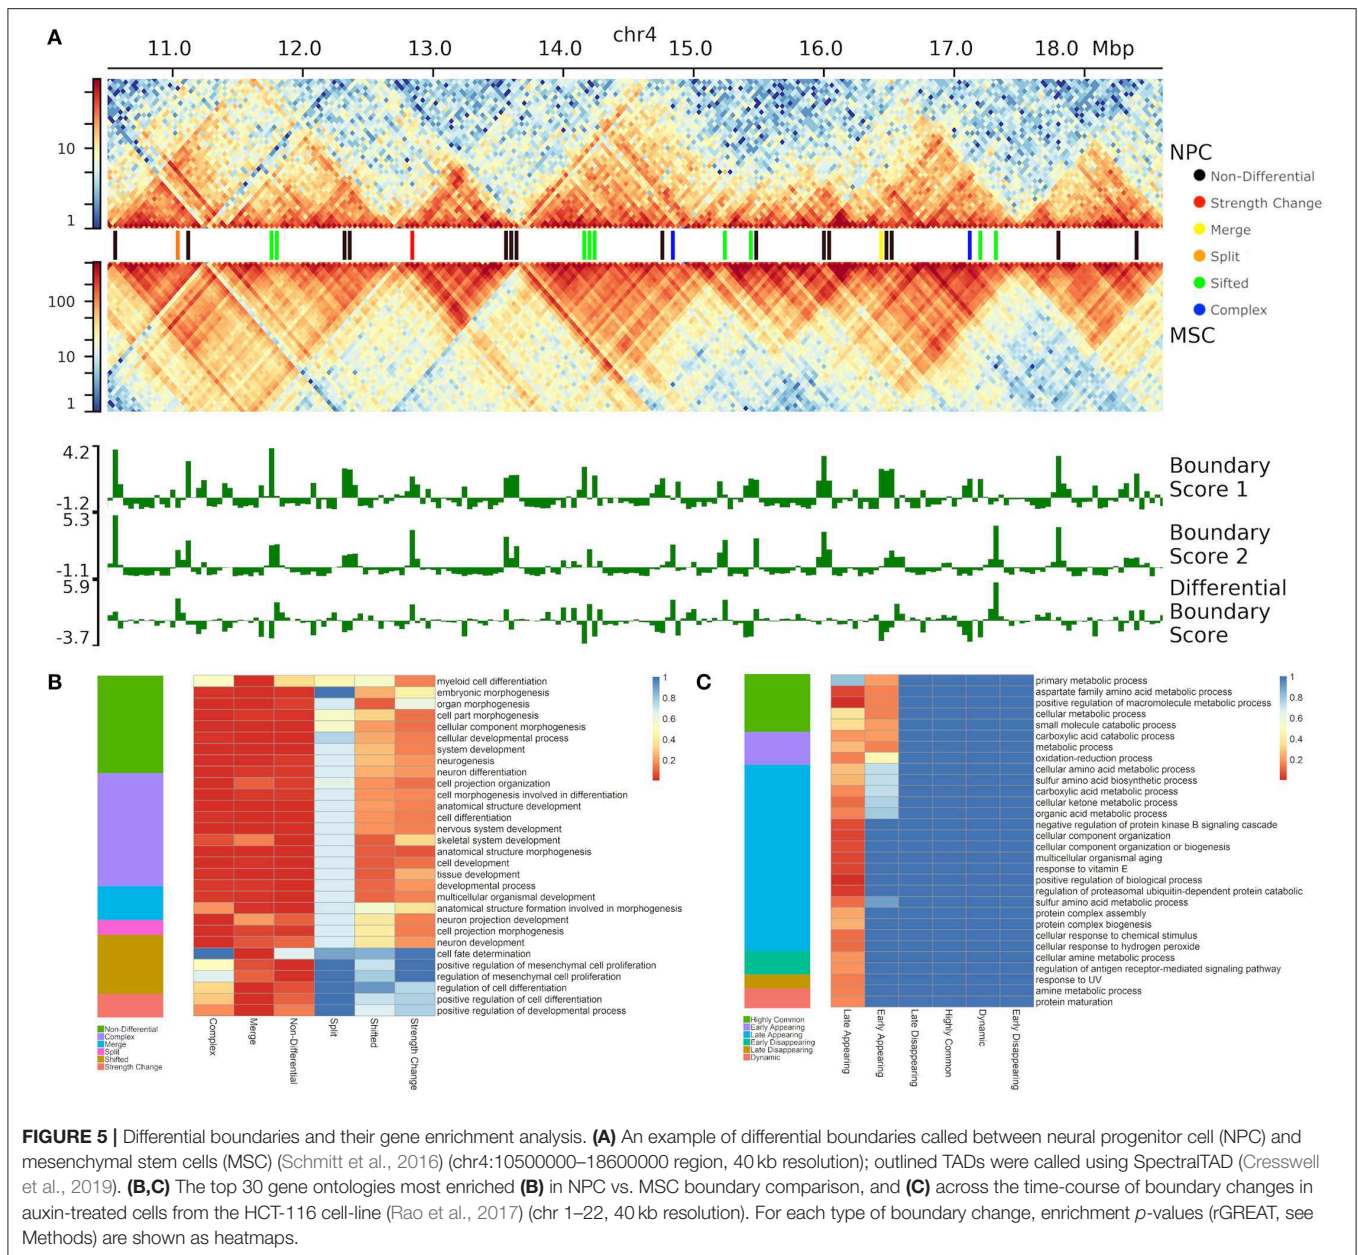 A
chr4
11.0 12.0 13.0 14.0 15.0 16.0 17.0 18.0 Mbp
10
1
NPC
Non-Differential
Strength Change
Merge
Split
Sifted
Complex
MSC
100
10
1
4.2
-1.2
Boundary
Score 1
5.3
-1.1
Boundary
Score 2
5.9
-3.7
Differential
Boundary
Score
B
myeloid cell differentiation
embryonic morphogenesis
organ morphogenesis
cell part morphogenesis
cellular component morphogenesis
cellular developmental process
system development
neurogenesis
neuron differentiation
cell projection organization
cell morphogenesis involved in differentiation
anatomical structure development
cell differentiation
nervous system development
skeletal system development
anatomical structure morphogenesis
cell development
tissue development
developmental process
multicellular organismal development
anatomical structure formation involved in morphogenesis
neuron projection development
cell projection morphogenesis
neuron development
cell fate determination
positive regulation of mesenchymal cell proliferation
regulation of mesenchymal cell proliferation
regulation of cell differentiation
positive regulation of cell differentiation
positive regulation of developmental process
1
0.8
0.6
0.4
0.2
Non-Differential
Complex
Merge
Split
Shifted
Strength Change
Complex
Merge
Non-Differential
Split
Shifted
Strength Change
C
primary metabolic process
aspartate family amino acid metabolic process
positive regulation of macromolecule metabolic process
cellular metabolic process
small molecule catabolic process
carboxylic acid catabolic process
metabolic process
oxidation-reduction process
cellular amino acid metabolic process
sulfur amino acid biosynthetic process
carboxylic acid metabolic process
cellular ketone metabolic process
organic acid metabolic process
negative regulation of protein kinase B signaling cascade
cellular component organization
cellular component organization or biogenesis
multicellular organismal aging
response to vitamin E
positive regulation of biological process
regulation of proteasomal ubiquitin-dependent protein catabolic
sulfur amino acid metabolic process
protein complex assembly
protein complex biogenesis
cellular response to chemical stimulus
cellular response to hydrogen peroxide
cellular amine metabolic process
regulation of antigen receptor-mediated signaling pathway
response to UV
amine metabolic process
protein maturation
1
0.8
0.6
0.4
0.2
Highly Common
Early Appearing
Late Appearing
Early Disappearing
Late Disappearing
Dynamic
Late Appearing
Early Appearing
Late Disappearing
Highly Common
Dynamic
Early Disappearing
FIGURE 5 | Differential boundaries and their gene enrichment analysis. (A) An example of differential boundaries called between neural progenitor cell (NPC) and
mesenchymal stem cells (MSC) (Schmitt et al., 2016) (chr4:10500000–18600000 region, 40 kb resolution); outlined TADs were called using SpectralTAD (Cresswell
et al., 2019). (B,C) The top 30 gene ontologies most enriched (B) in NPC vs. MSC boundary comparison, and (C) across the time-course of boundary changes in
auxin-treated cells from the HCT-116 cell-line (Rao et al., 2017) (chr 1–22, 40 kb resolution). For each type of boundary change, enrichment p-values (rGREAT, see
Methods) are shown as heatmaps.